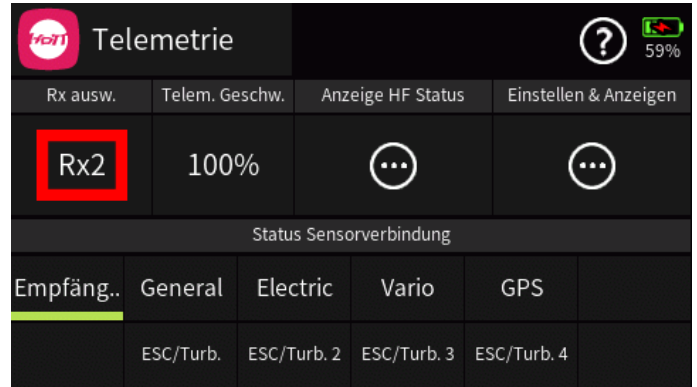 HoTT Telemetrie ? 59%
Rx ausw. Telem. Geschw. Anzeige HF Status Einstellen & Anzeigen
Rx2 100%
Status Sensorverbindung
Empfäng.. General Electric Vario GPS
ESC/Turb. ESC/Turb. 2 ESC/Turb. 3 ESC/Turb. 4